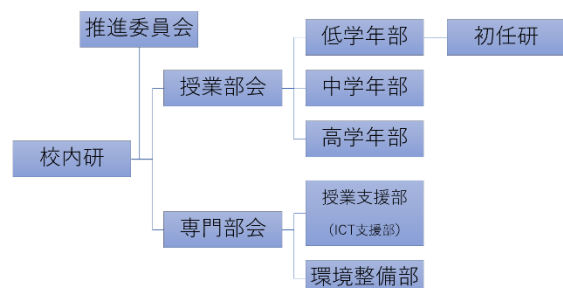 推進委員会
低学年部
初任研
授業部会
中学年部
高学年部
校内研
専門部会
授業支援部
（ICT支援部）
環境整備部